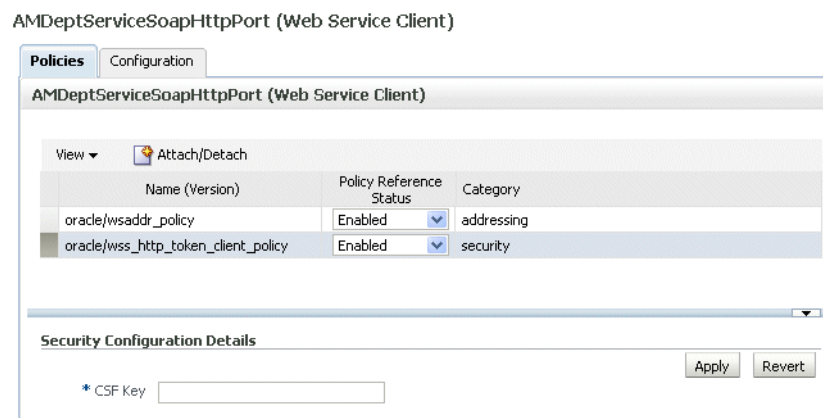 AMDeptServiceSoapHttpPort (Web Service Client)
Policies Configuration
AMDeptServiceSoapHttpPort (Web Service Client)
View Attach/Detach
Name (Version) Policy Reference Status Category
oracle/wsaddr_policy Enabled addressing
oracle/wss_http_token_client_policy Enabled security
Security Configuration Details
Apply Revert
* CSF Key